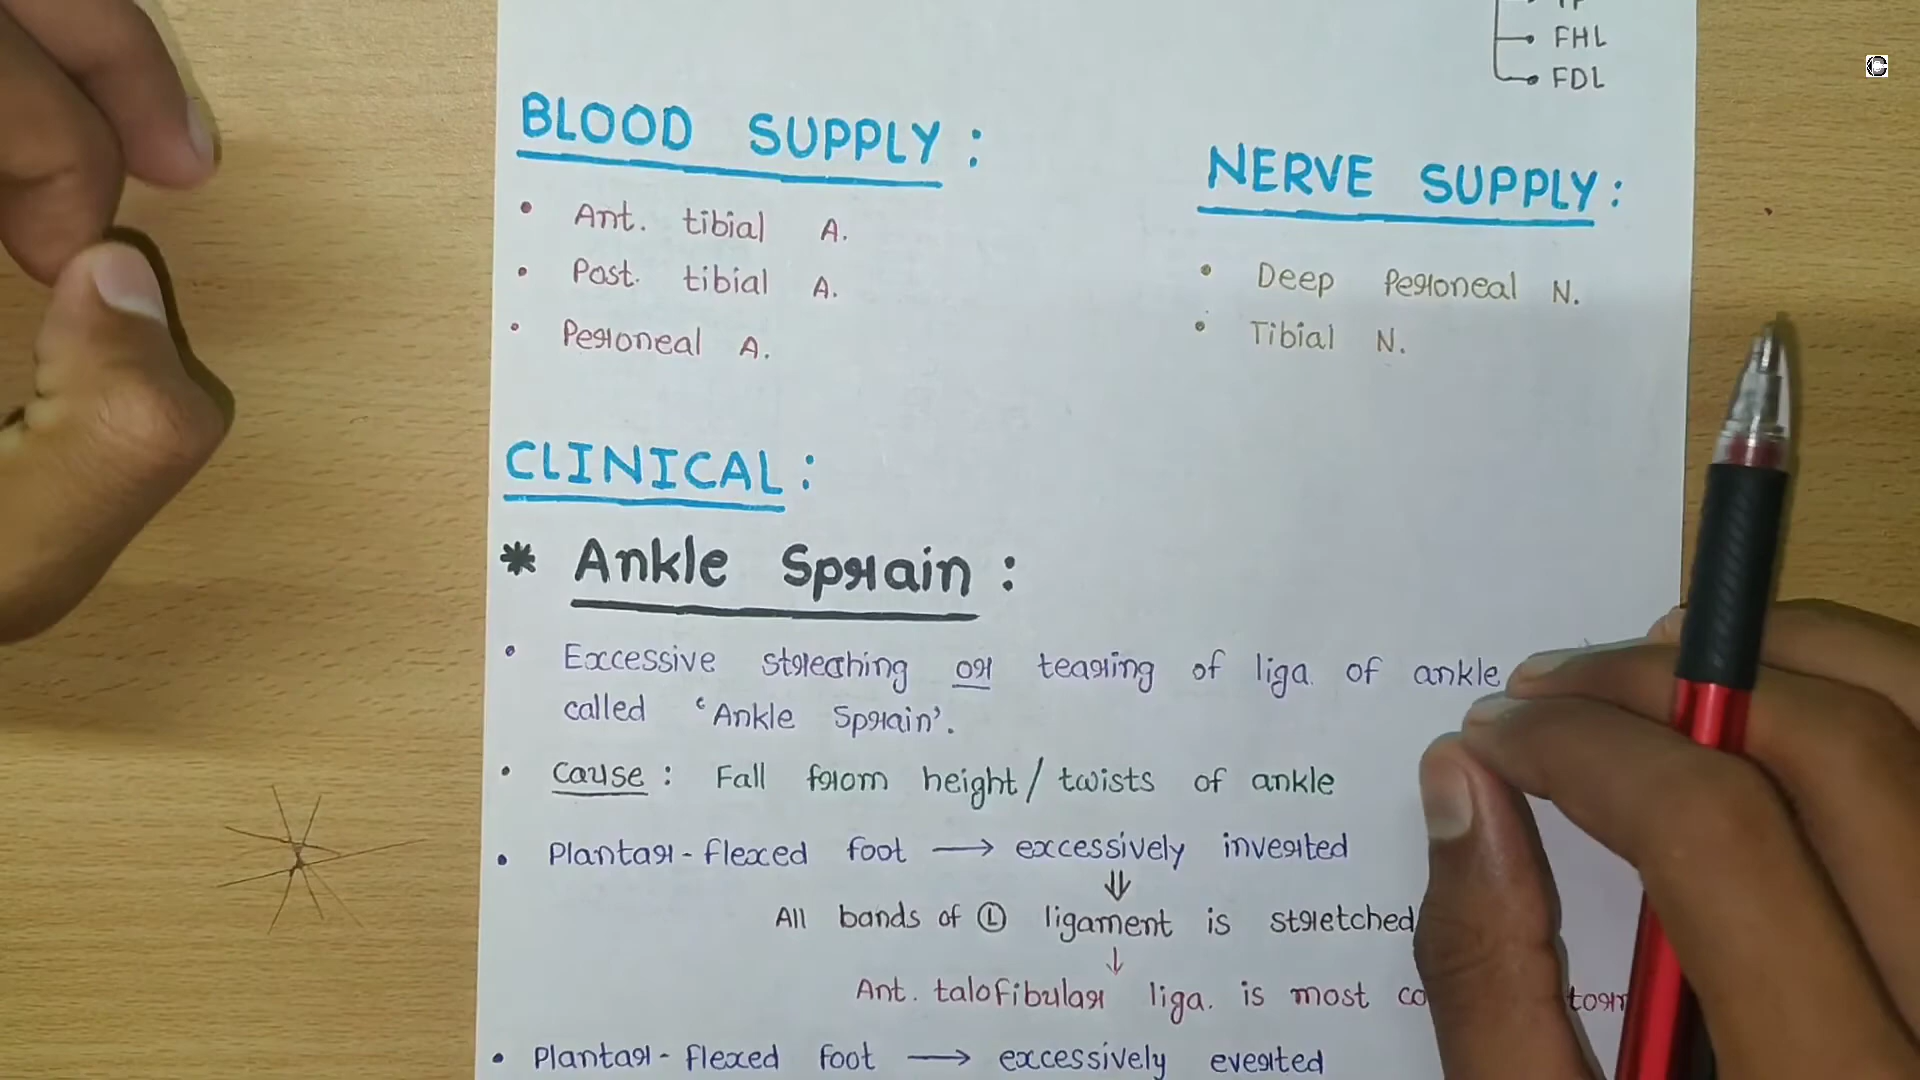 FHL
FDL
BLOOD SUPPLY :
• Ant. tibial A.
• Post. tibial A.
• Peroneal A.
NERVE SUPPLY :
• Deep Peroneal N.
• Tibial N.
CLINICAL :
* Ankle Sprain :
• Excessive streching or tearing of liga. of ankle
called 'Ankle Sprain'.
• Cause : Fall from height / twists of ankle
• Plantar - flexed foot → excessively inverted
⇓
All bands of Ⓛ ligament is stretched
↓
Ant. talofibular liga. is most
• Plantar - flexed foot → excessively everted